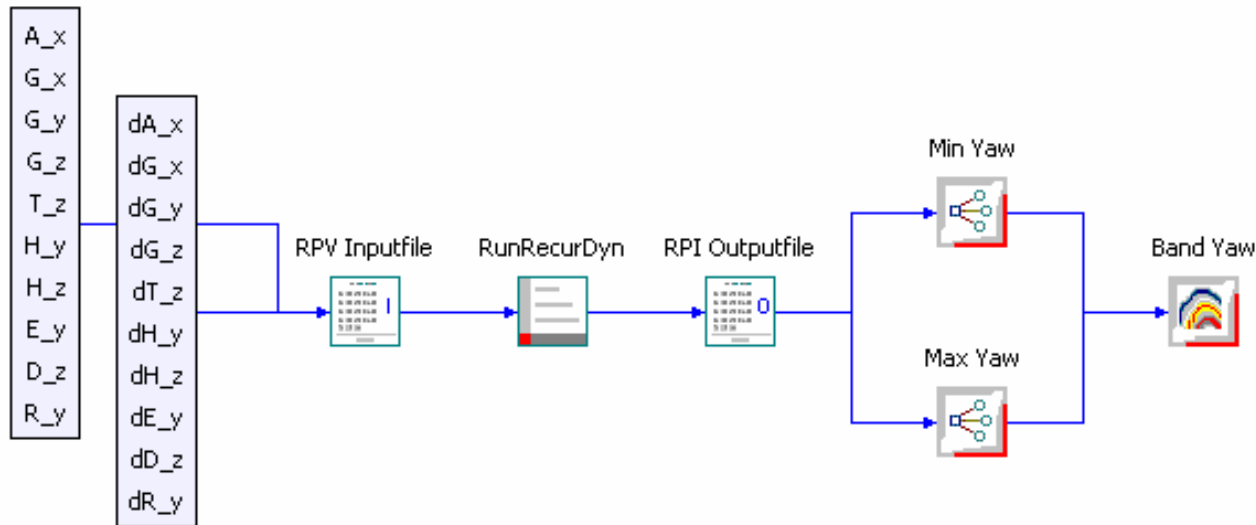 A_x
G_x
G_y
G_z
T_z
H_y
H_z
E_y
D_z
R_y
dA_x
dG_x
dG_y
dG_z
dT_z
dH_y
dH_z
dE_y
dD_z
dR_y
RPV Inputfile
I
RunRecurDyn
RPI Outputfile
O
Min Yaw
Max Yaw
Band Yaw